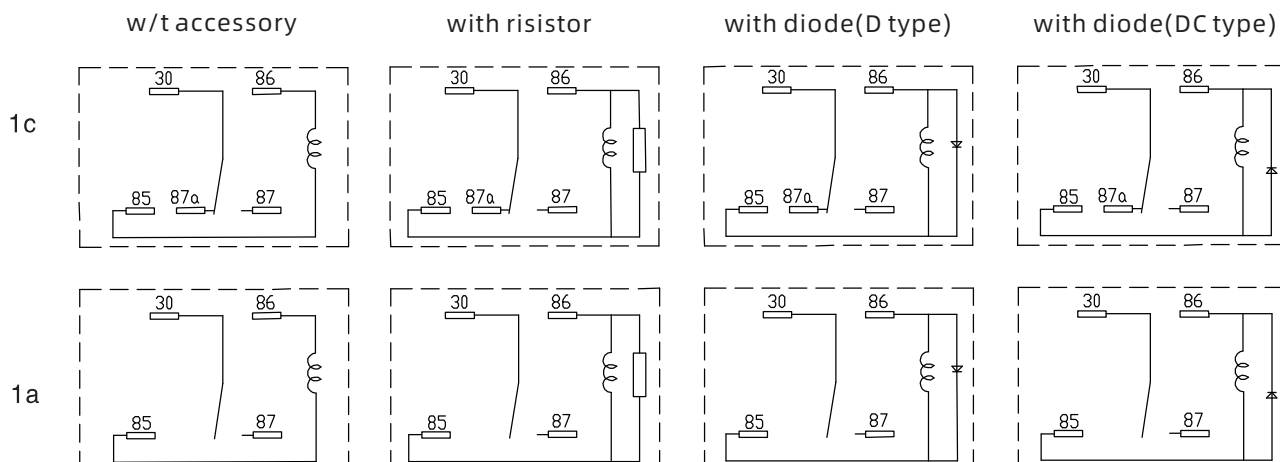 w/t accessory with risistor with diode(D type) with diode(DC type)
30 86 30 86 30 86 30 86
1c
85 87a 87 85 87a 87 85 87a 87 85 87a 87
30 86 30 86 30 86 30 86
1a
85 87 85 87 85 87 85 87